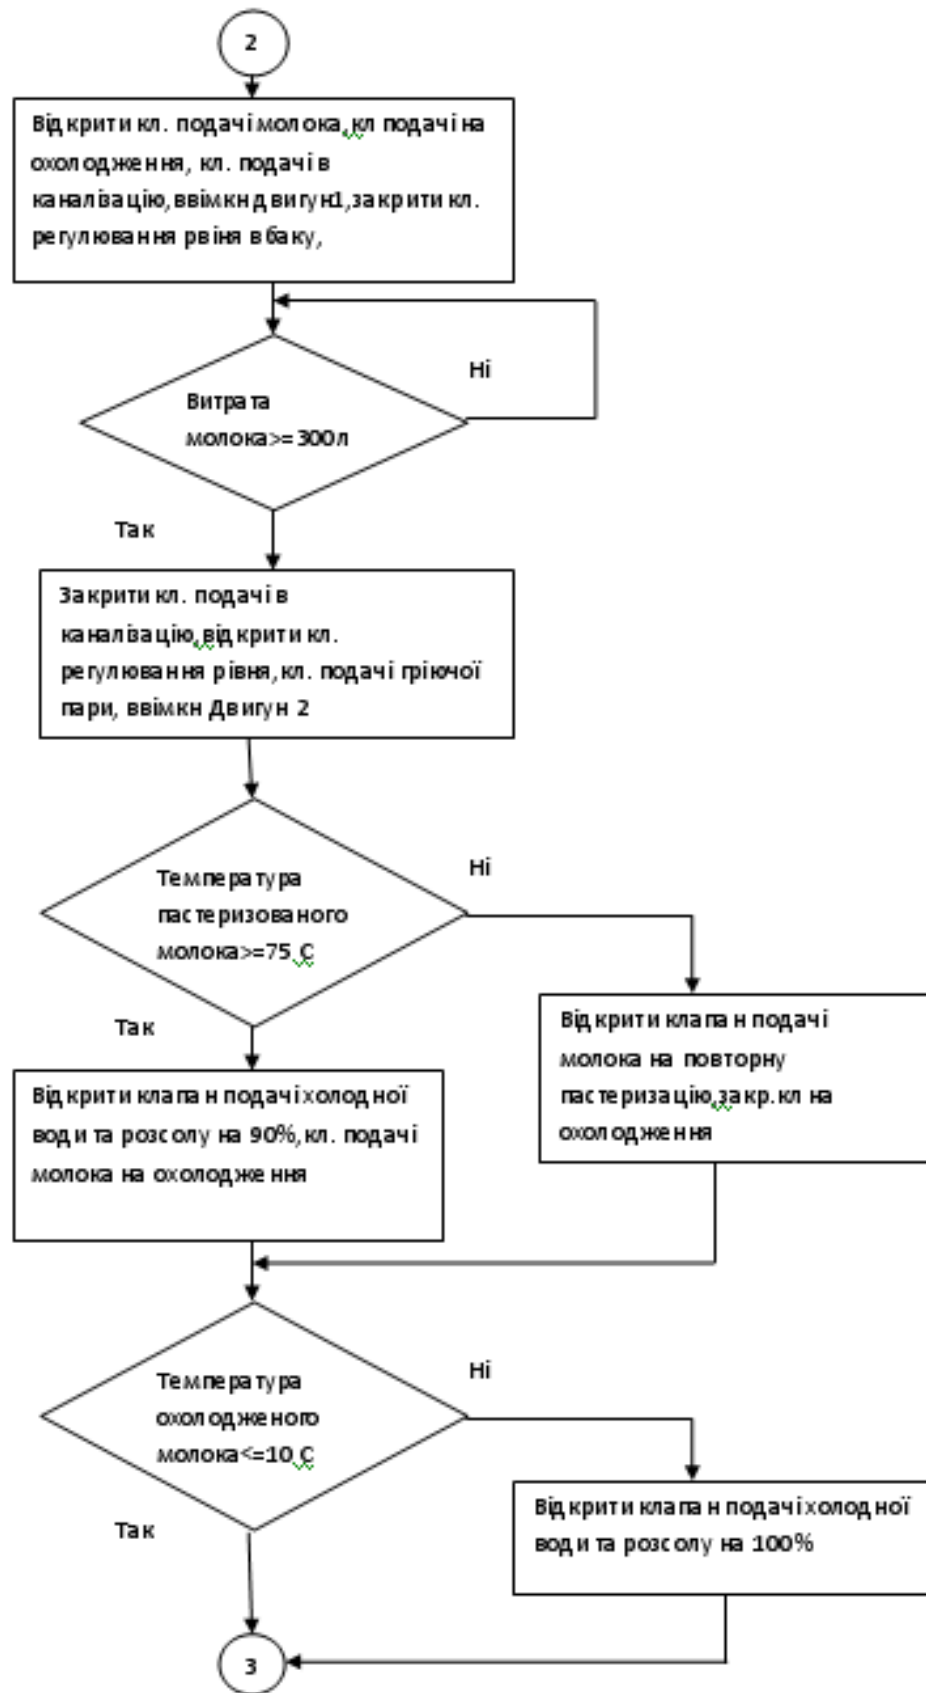 2
Відкрити кл. подачі молока, кл подачі на
охолодження, кл. подачі в
каналізацію, ввімкн двигун1, закрити кл.
регулювання рвіня в баку,
Ні
Витрата
молока>=300л
Так
Закрити кл. подачі в
каналізацію, відкрити кл.
регулювання рівня, кл. подачі гріючої
пари, ввімкн Двигун 2
Ні
Температура
пастеризованого
молока>=75 С
Так
Відкрити клапан подачі
молока на повторну
пастеризацію, закр. кл на
охолодження
Відкрити клапан подачі холодної
води та розсолу на 90%, кл. подачі
молока на охолодження
Ні
Температура
охолодженого
молока<=10 С
Так
Відкрити клапан подачі холодної
води та розсолу на 100%
3